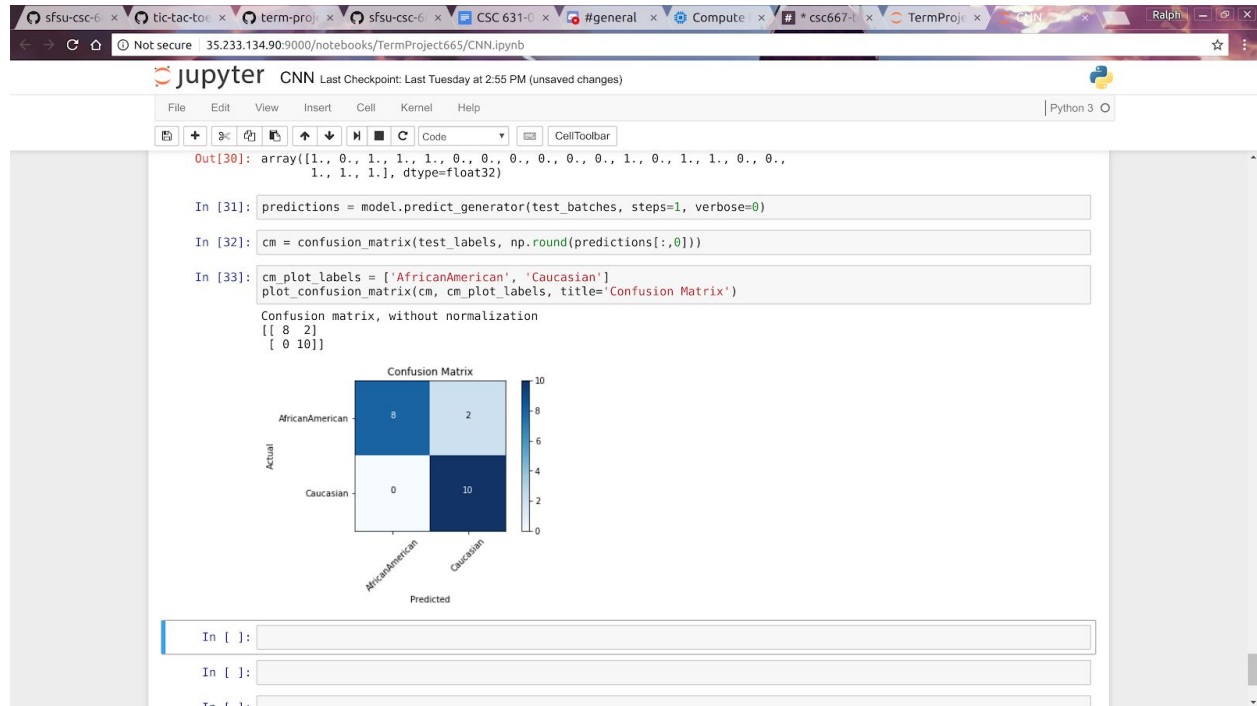 sfsu-csc-6 × tic-tac-toe × term-proj × sfsu-csc-6 × CSC 631-0 × #general × Compute × * csc667-t × TermProje × CNN × Ralph
Not secure 35.233.134.90:9000/notebooks/TermProject665/CNN.ipynb
jupyter CNN Last Checkpoint: Last Tuesday at 2:55 PM (unsaved changes)
File Edit View Insert Cell Kernel Help Python 3
Code CellToolbar
Out[30]: array([1., 0., 1., 1., 1., 0., 0., 0., 0., 0., 0., 1., 0., 1., 1., 0., 0.,
1., 1., 1.], dtype=float32)
In [31]: predictions = model.predict_generator(test_batches, steps=1, verbose=0)
In [32]: cm = confusion_matrix(test_labels, np.round(predictions[:,0]))
In [33]: cm_plot_labels = ['AfricanAmerican', 'Caucasian']
plot_confusion_matrix(cm, cm_plot_labels, title='Confusion Matrix')
Confusion matrix, without normalization
[[ 8 2]
[ 0 10]]
Confusion Matrix
10
AfricanAmerican 8 2 8
6
Actual
4
Caucasian 0 10
2
0
AfricanAmerican Caucasian
Predicted
In [ ]:
In [ ]: